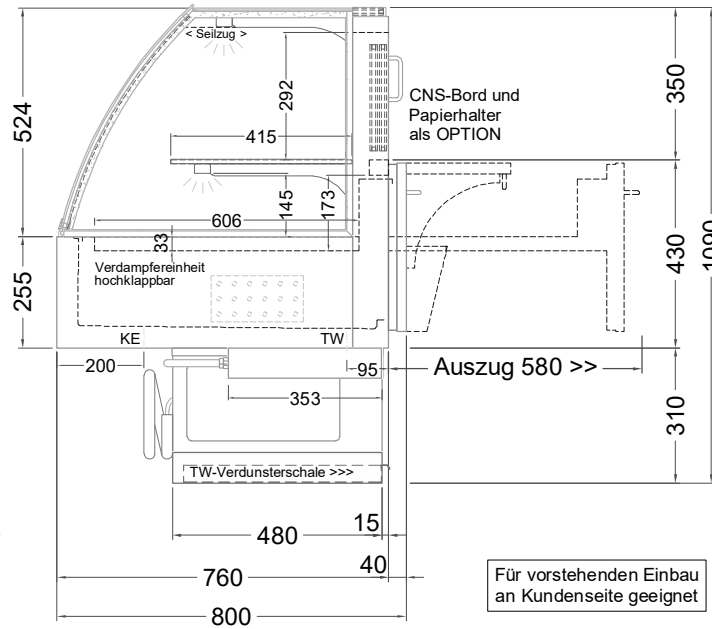 < Seilzug >
350
292
CNS-Bord und
Papierhalter
als OPTION
524
415
145
173
606
33
430
1090
Verdampfereinheit
hochklappbar
255
KE
TW
200
95
Auszug 580 >>
353
310
TW-Verdunsterschale >>>
480
15
760
40
800
Für vorstehenden Einbau
an Kundenseite geeignet